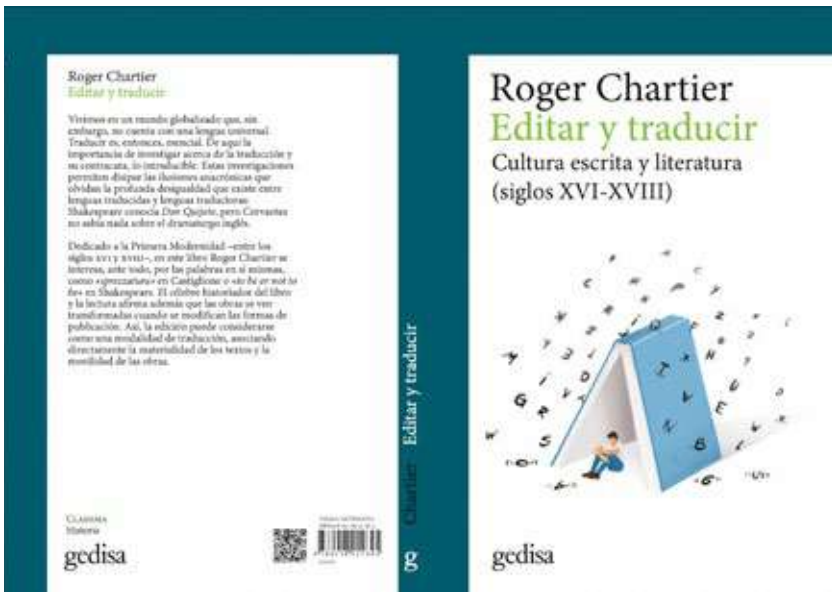 Roger Chartier
Editar y traducir
Vivimos en un mundo globalizado que, sin
embargo, no cuenta con una lengua universal.
Traducir es, entonces, esencial. De aquí la
importancia de investigar acerca de la traducción y
su contracara, lo intraducible. Estas investigaciones
permiten disipar las ilusiones anacrónicas que
olvidan la profunda desigualdad que existe entre
lenguas traducidas y lenguas traductoras:
Shakespeare conocía Don Quijote, pero Cervantes
no sabía nada sobre el dramaturgo inglés.
Dedicado a la Primera Modernidad –entre los
siglos XVI y XVIII–, en este libro Roger Chartier se
interesa, ante todo, por las palabras en sí mismas,
como «sprezzatura» en Castiglione o «to be or not to
be» en Shakespeare. El célebre historiador del libro
y la lectura afirma además que las obras se ven
transformadas cuando se modifican las formas de
publicación. Así, la edición puede considerarse
como una modalidad de traducción, asociando
directamente la materialidad de los textos y la
movilidad de las obras.
CLADEMA
Historia
gedisa
Chartier Editar y traducir
g
Roger Chartier
Editar y traducir
Cultura escrita y literatura
(siglos XVI-XVIII)
gedisa